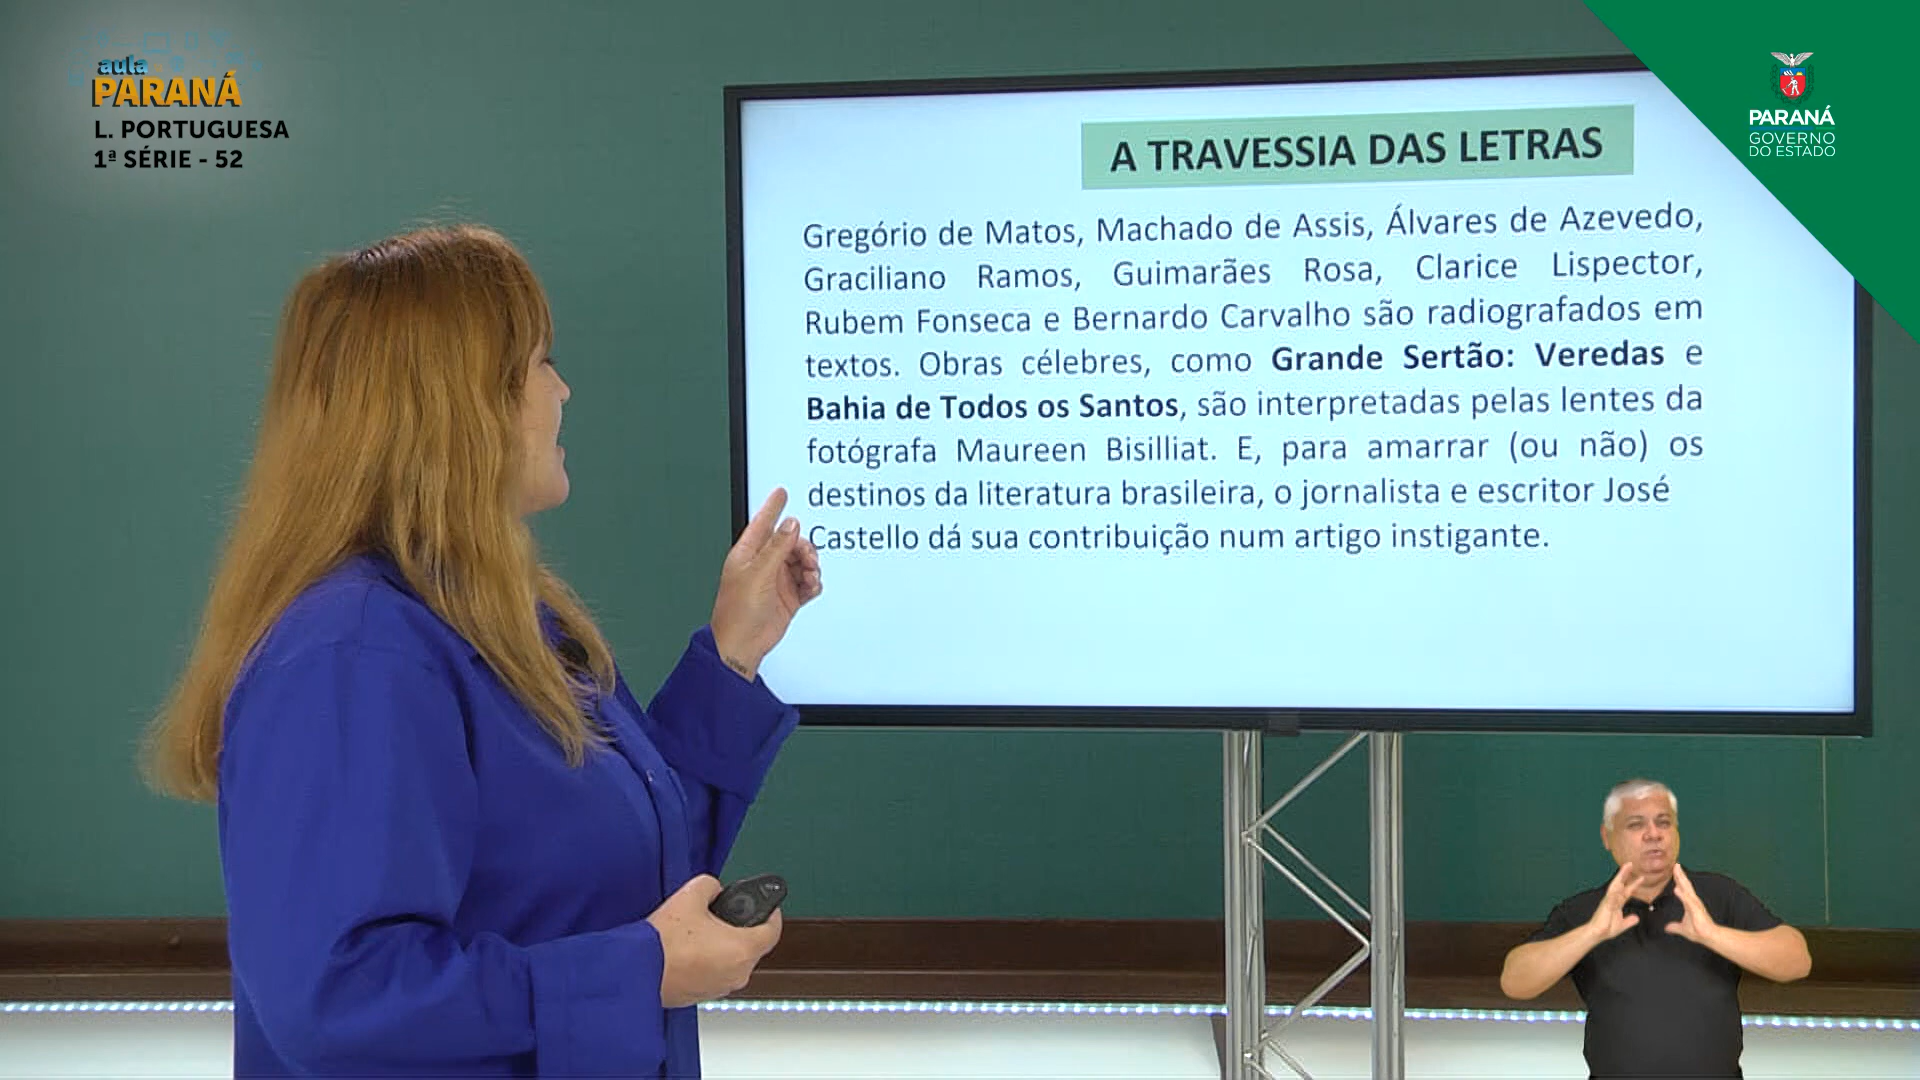 aula
PARANÁ
L. PORTUGUESA
1ª SÉRIE - 52
PARANÁ
GOVERNO
DO ESTADO
A TRAVESSIA DAS LETRAS
Gregório de Matos, Machado de Assis, Álvares de Azevedo,
Graciliano Ramos, Guimarães Rosa, Clarice Lispector,
Rubem Fonseca e Bernardo Carvalho são radiografados em
textos. Obras célebres, como Grande Sertão: Veredas e
Bahia de Todos os Santos, são interpretadas pelas lentes da
fotógrafa Maureen Bisilliat. E, para amarrar (ou não) os
destinos da literatura brasileira, o jornalista e escritor José
Castello dá sua contribuição num artigo instigante.